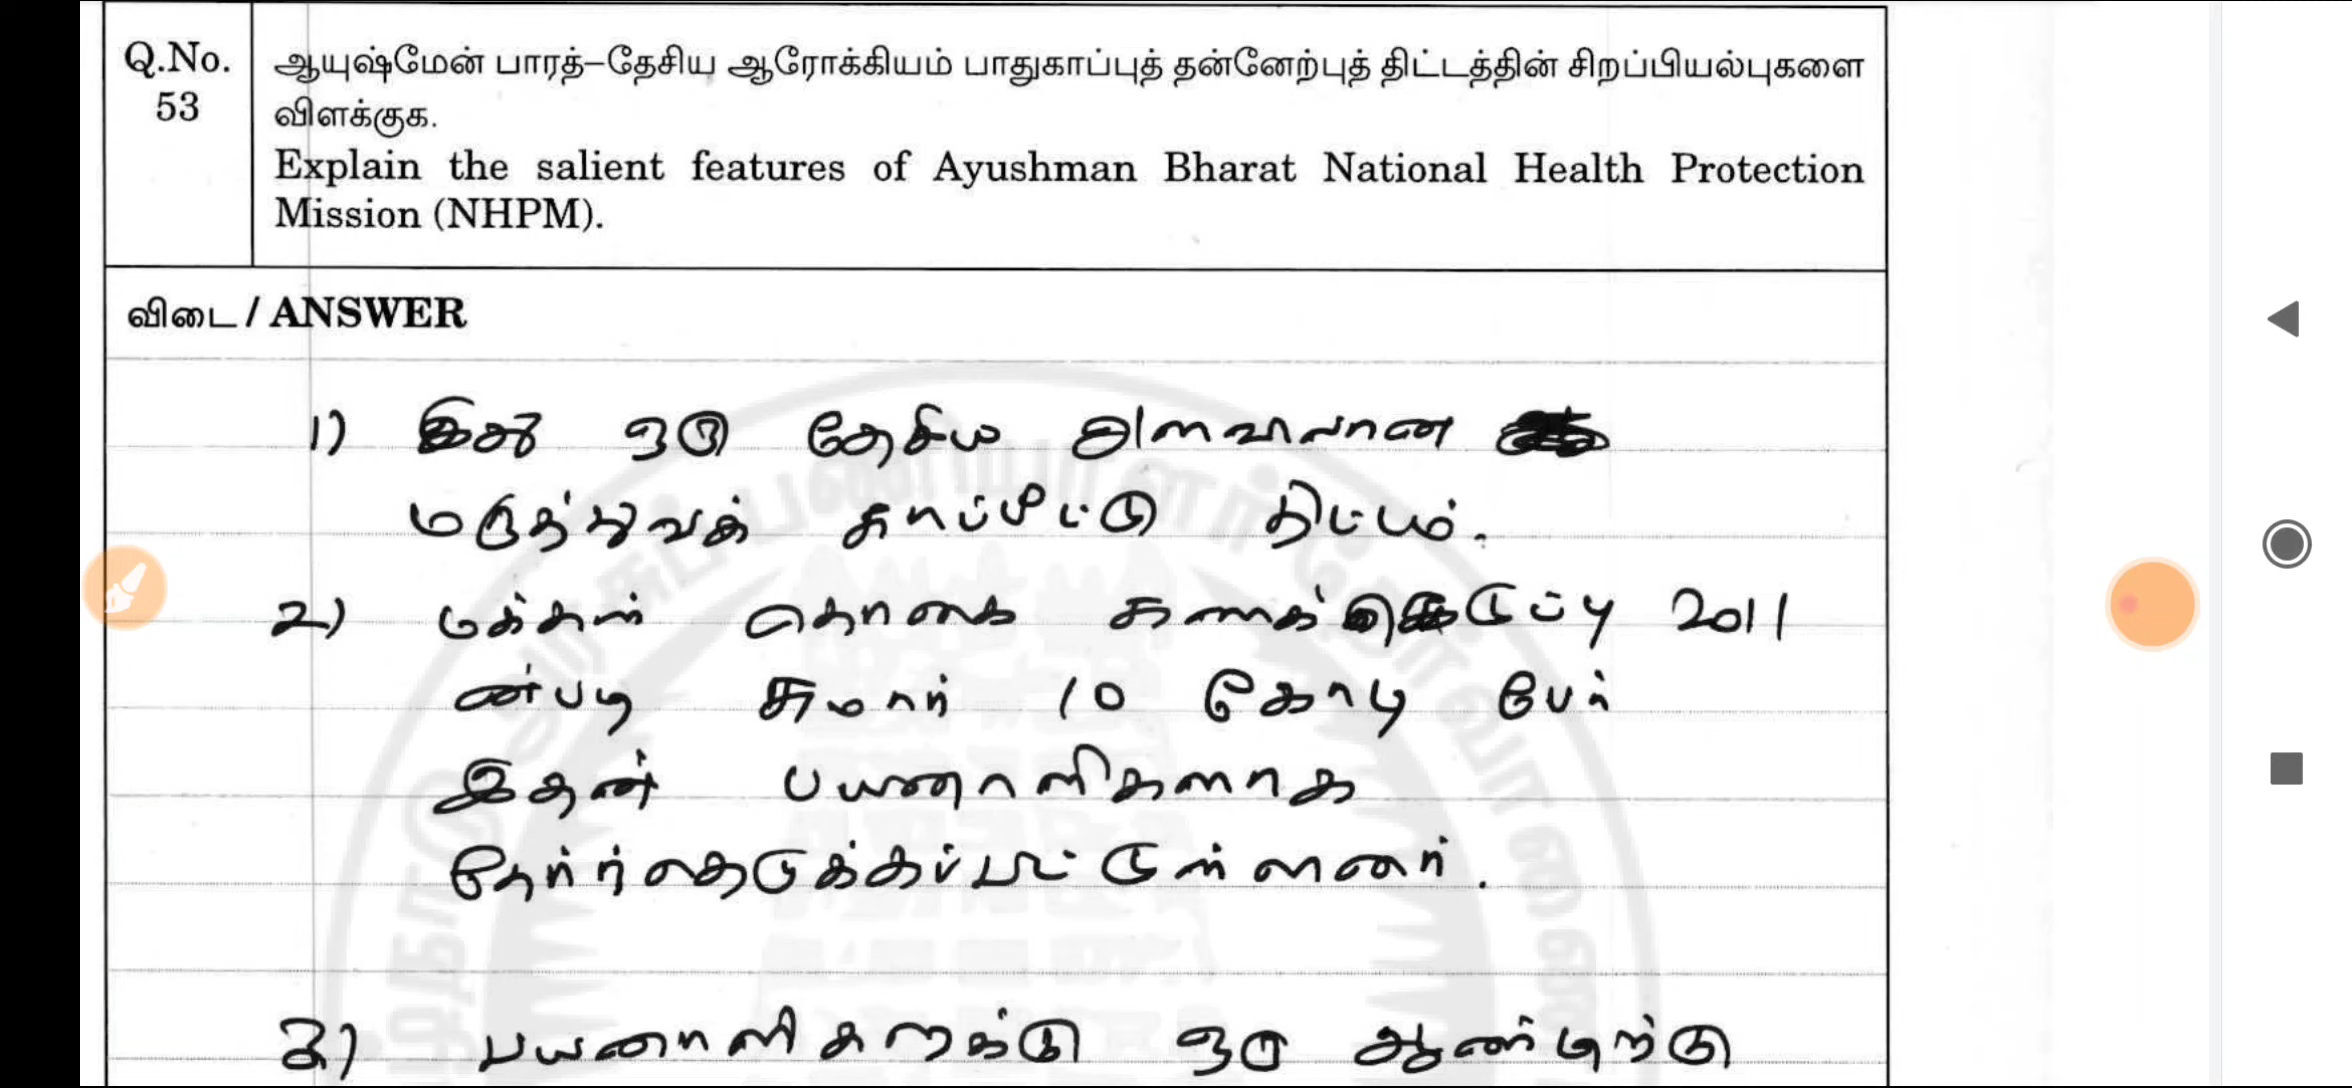 Q.No.
53
ஆயுஷ்மேன் பாரத்–தேசிய ஆரோக்கியம் பாதுகாப்புத் தன்னேற்புத் திட்டத்தின் சிறப்பியல்புகளை
விளக்குக.
Explain the salient features of Ayushman Bharat National Health Protection
Mission (NHPM).
விடை / ANSWER
1) இது ஒரு தேசிய அளவிலான
மருத்துவக் காப்பீட்டு திட்டம்.
2) மக்கள் தொகை கணக்கெடுப்பு 2011
ன்படி சுமார் 10 கோடி பேர்
இதன் பயனாளிகளாக
தேர்ந்தெடுக்கப்பட்டுள்ளனர்.
3) பயனாளிகளுக்கு ஒரு ஆண்டிற்கு